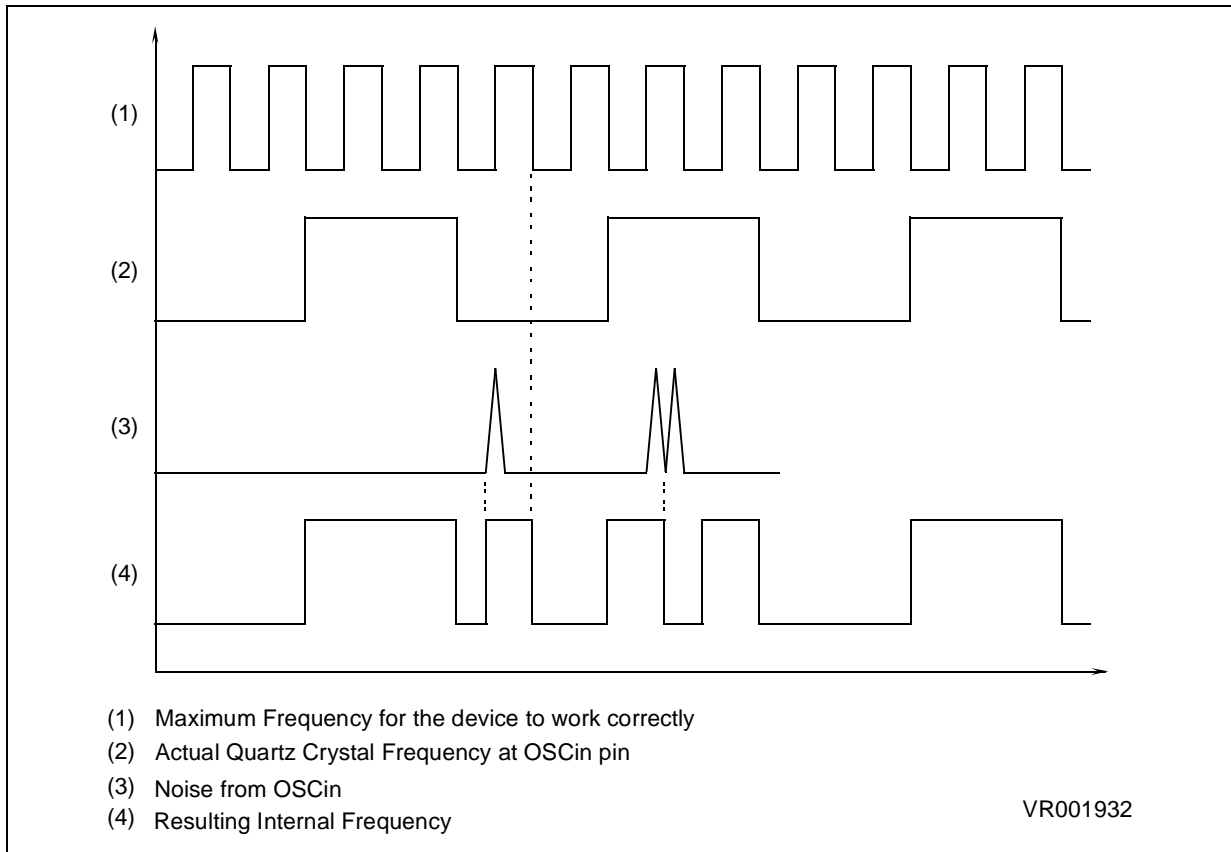 (1)
(2)
(3)
(4)
(1) Maximum Frequency for the device to work correctly
(2) Actual Quartz Crystal Frequency at OSCin pin
(3) Noise from OSCin
(4) Resulting Internal Frequency
VR001932